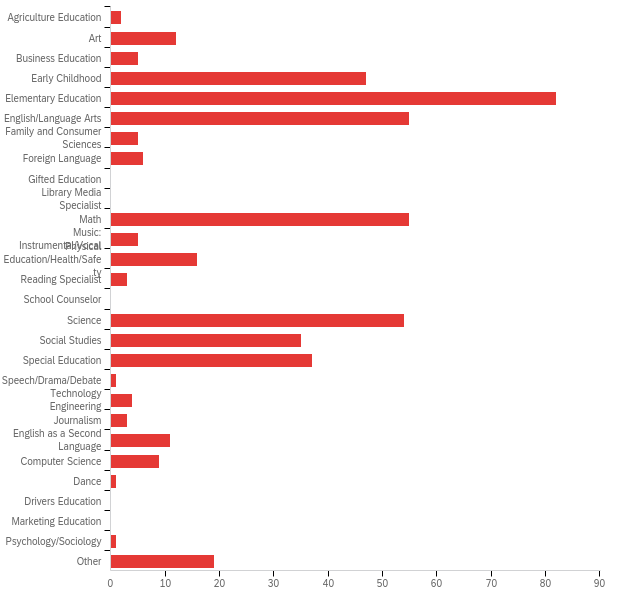 Agriculture Education
Art
Business Education
Early Childhood
Elementary Education
English/Language Arts
Family and Consumer
Sciences
Foreign Language
Gifted Education
Library Media
Specialist
Math
Music:
Instrumental/Vocal
Physical
Education/Health/Safe
ty
Reading Specialist
School Counselor
Science
Social Studies
Special Education
Speech/Drama/Debate
Technology
Engineering
Journalism
English as a Second
Language
Computer Science
Dance
Drivers Education
Marketing Education
Psychology/Sociology
Other
0 10 20 30 40 50 60 70 80 90